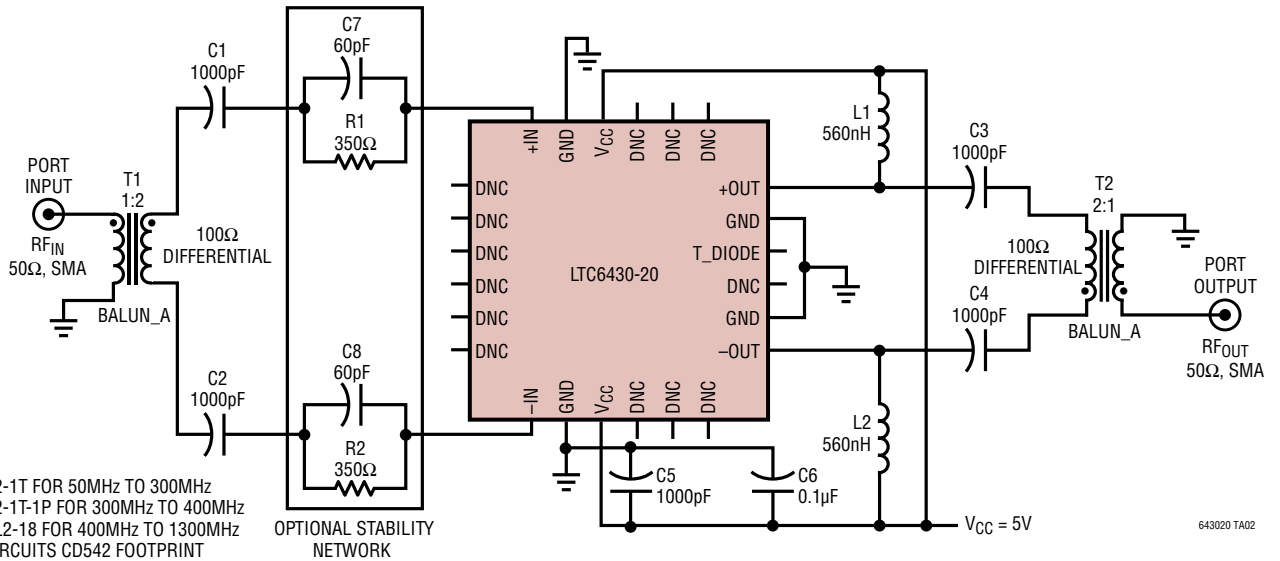 C7
60pF
C1
1000pF
R1
350Ω
PORT
INPUT
T1
1:2
RFIN
50Ω, SMA
100Ω
DIFFERENTIAL
BALUN_A
C2
1000pF
C8
60pF
R2
350Ω
OPTIONAL STABILITY
NETWORK
+IN
GND
VCC
DNC
DNC
DNC
DNC
DNC
DNC
DNC
DNC
DNC
LTC6430-20
+OUT
GND
T_DIODE
DNC
GND
–OUT
–IN
GND
VCC
DNC
DNC
DNC
L1
560nH
C3
1000pF
T2
2:1
100Ω
DIFFERENTIAL
C4
1000pF
BALUN_A
PORT
OUTPUT
RFOUT
50Ω, SMA
L2
560nH
C5
1000pF
C6
0.1µF
VCC = 5V
2-1T FOR 50MHz TO 300MHz
2-1T-1P FOR 300MHz TO 400MHz
L2-18 FOR 400MHz TO 1300MHz
RCUITS CD542 FOOTPRINT
643020 TA02